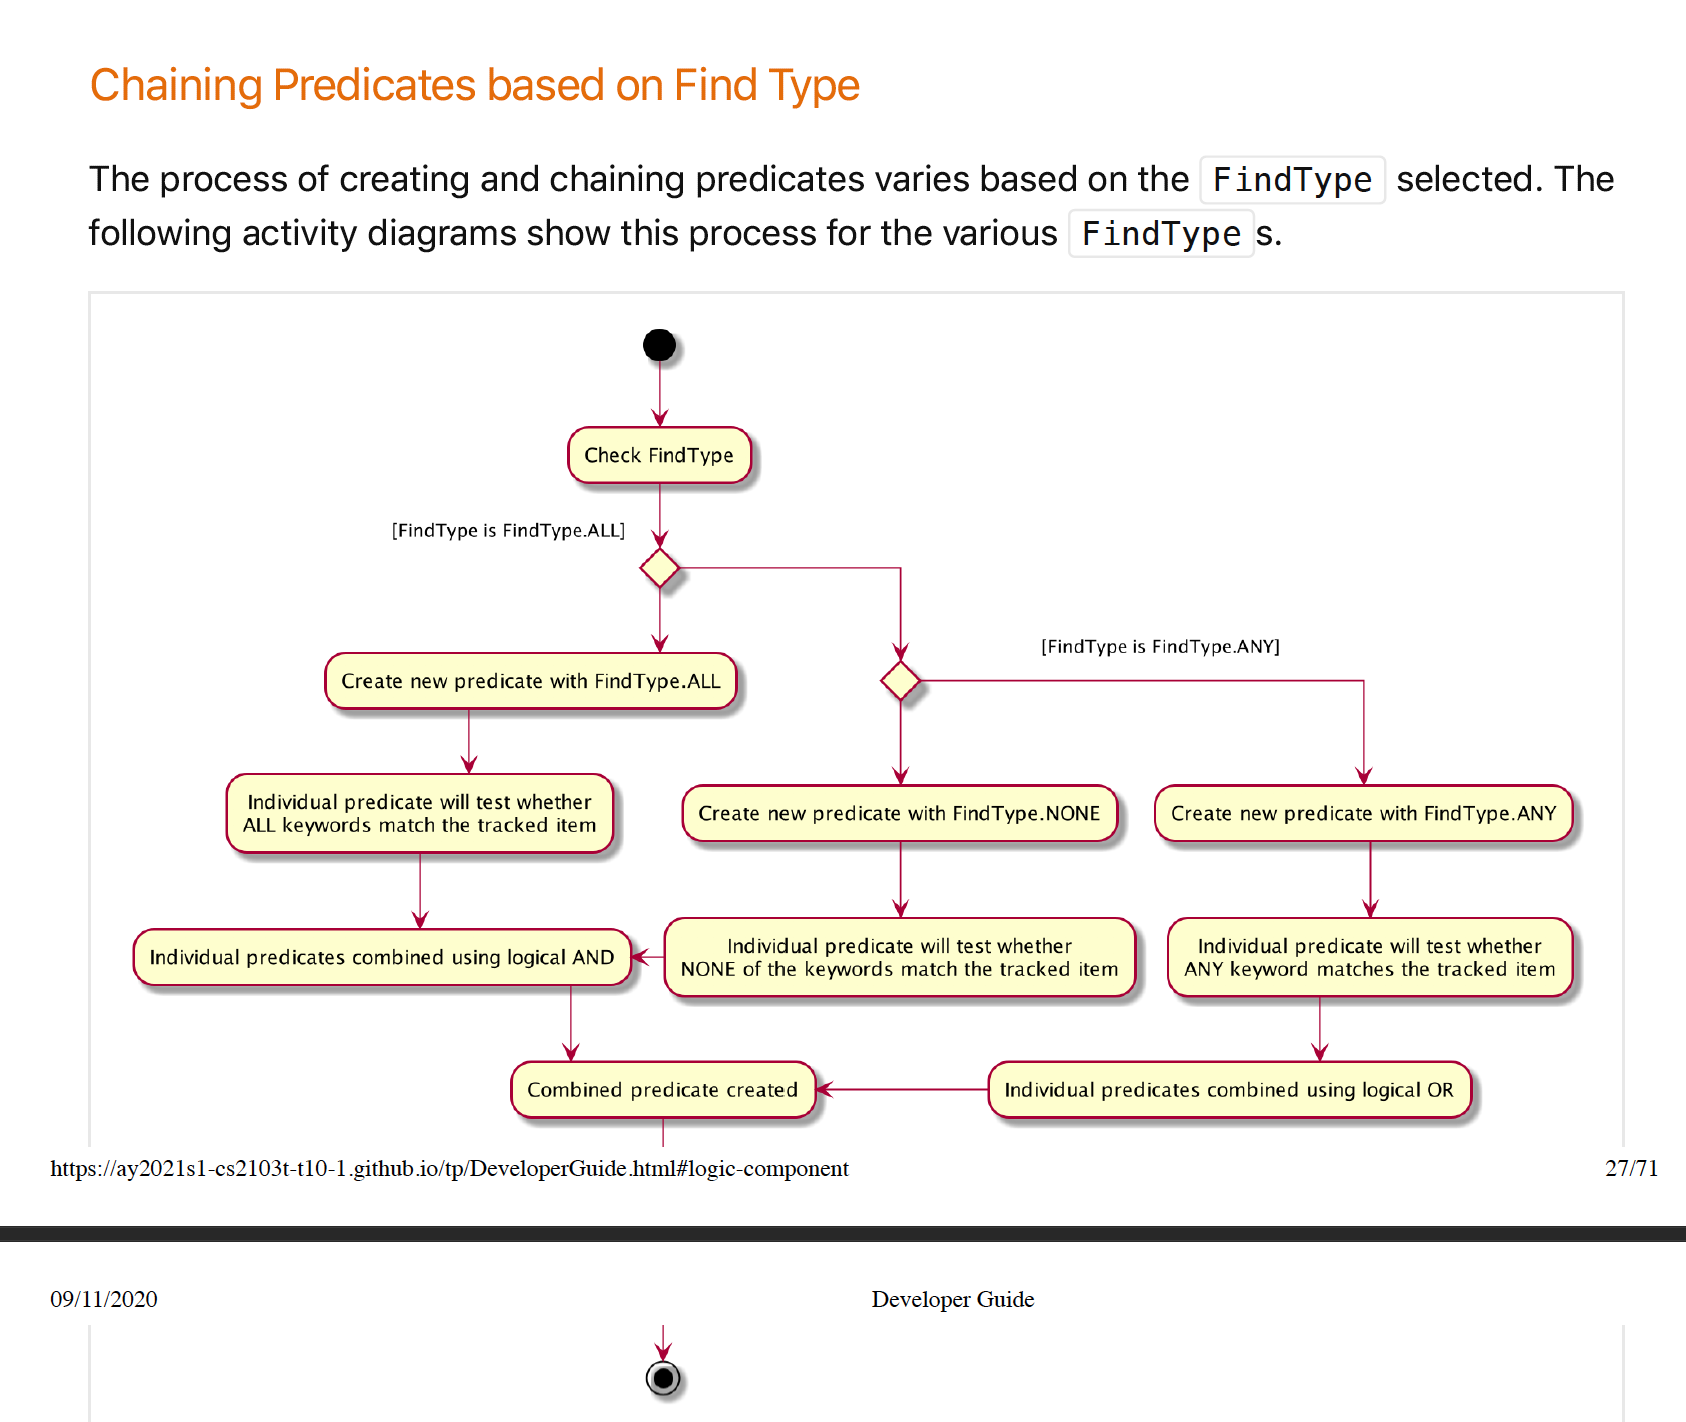 Chaining Predicates based on Find Type
The process of creating and chaining predicates varies based on the FindType selected. The
following activity diagrams show this process for the various FindTypes.
Check FindType
[FindType is FindType.ALL]
[FindType is FindType.ANY]
Create new predicate with FindType.ALL
Individual predicate will test whether
ALL keywords match the tracked item
Create new predicate with FindType.NONE
Create new predicate with FindType.ANY
Individual predicates combined using logical AND
Individual predicate will test whether
NONE of the keywords match the tracked item
Individual predicate will test whether
ANY keyword matches the tracked item
Combined predicate created
Individual predicates combined using logical OR
https://ay2021s1-cs2103t-t10-1.github.io/tp/DeveloperGuide.html#logic-component
27/71
09/11/2020
Developer Guide